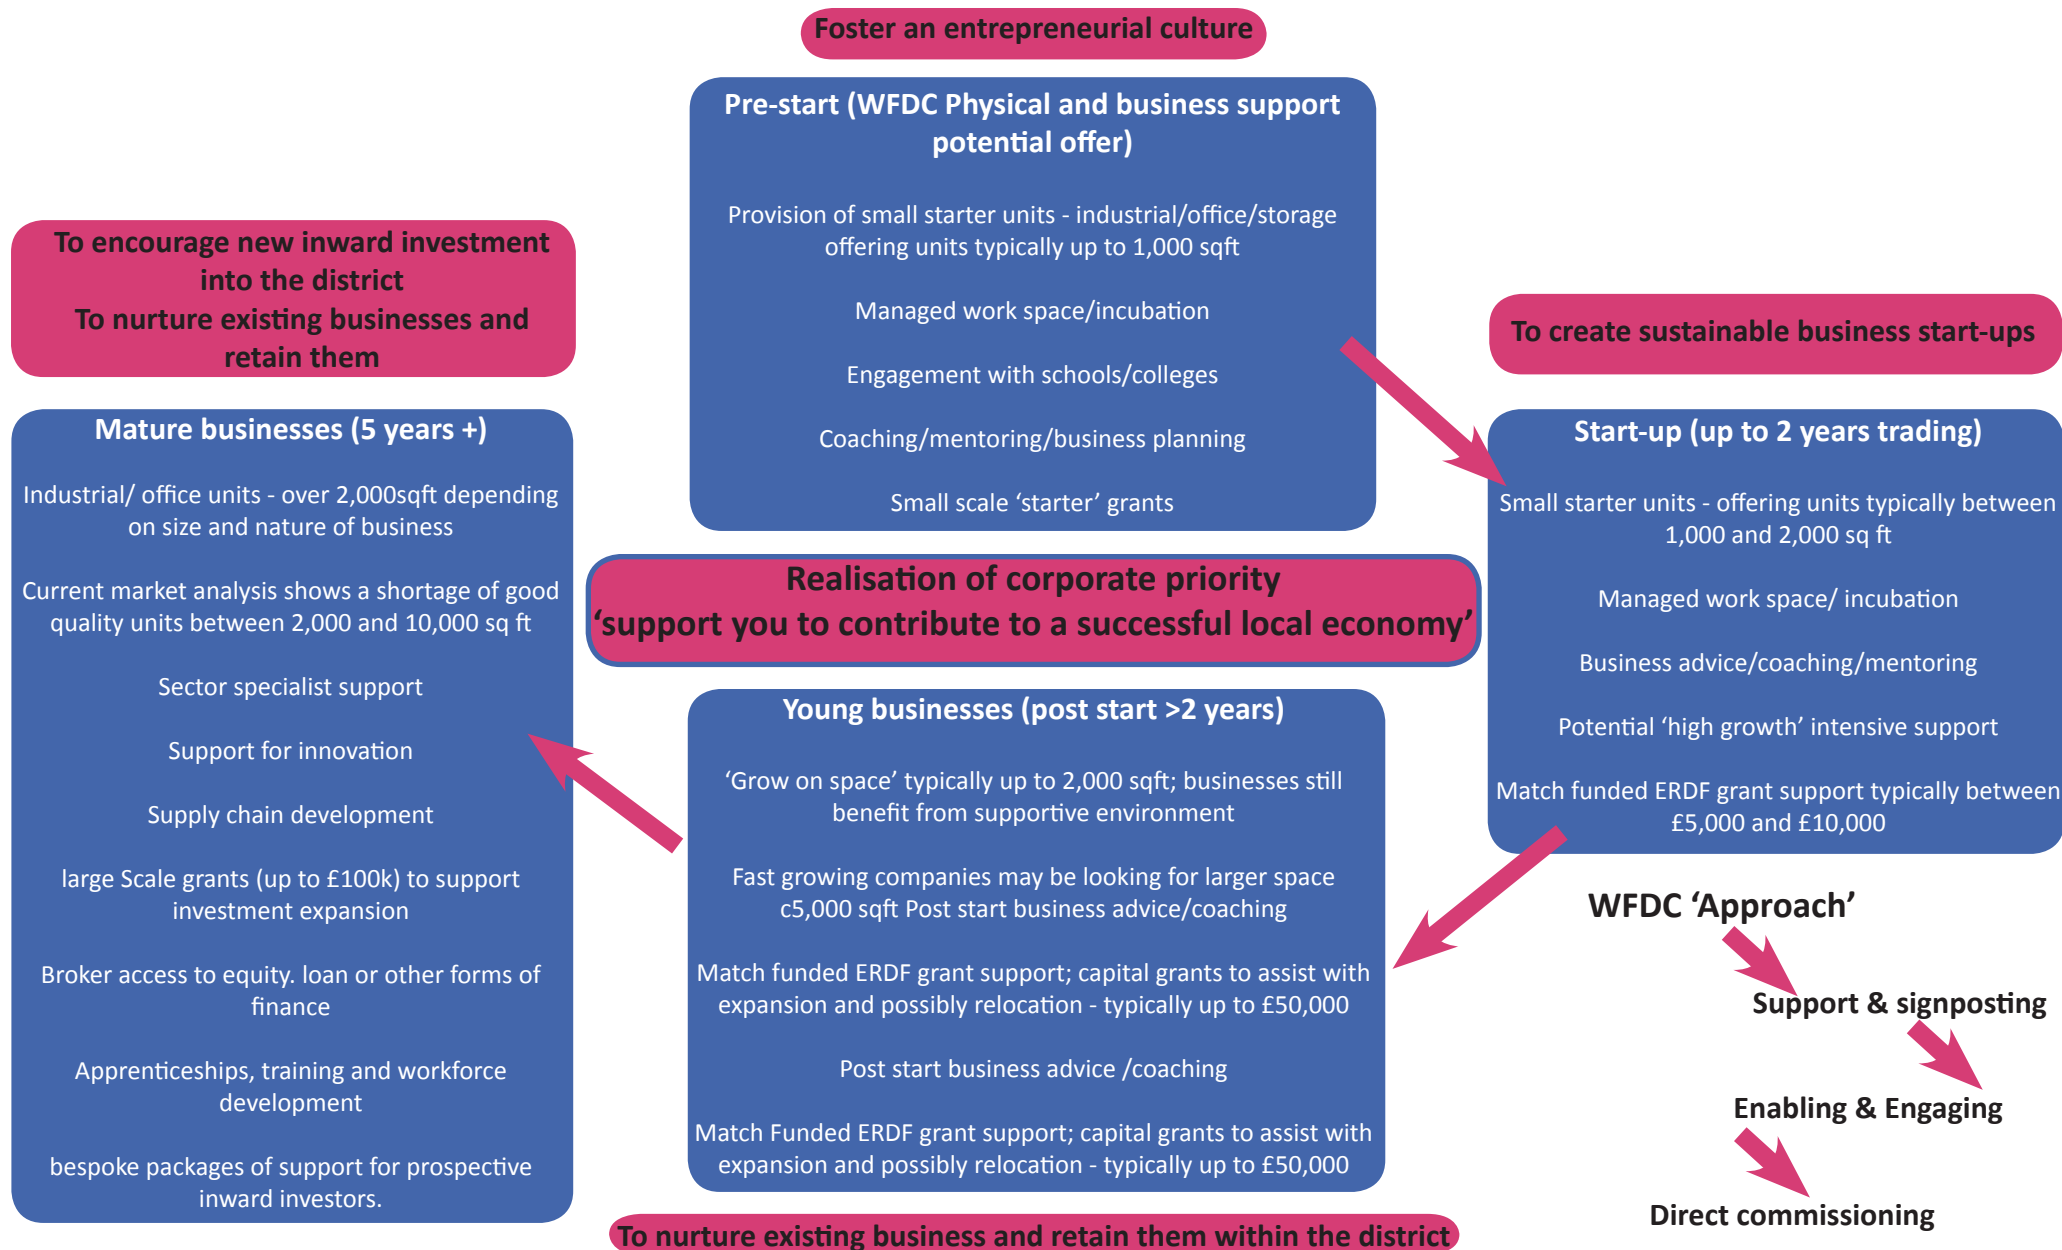 Foster an entrepreneurial culture
Pre-start (WFDC Physical and business support
potential offer)
Provision of small starter units - industrial/office/storage
offering units typically up to 1,000 sqft
Managed work space/incubation
Engagement with schools/colleges
Coaching/mentoring/business planning
Small scale ‘starter’ grants
To encourage new inward investment
into the district
To nurture existing businesses and
retain them
To create sustainable business start-ups
Mature businesses (5 years +)
Industrial/ office units - over 2,000sqft depending
on size and nature of business
Current market analysis shows a shortage of good
quality units between 2,000 and 10,000 sq ft
Sector specialist support
Support for innovation
Supply chain development
large Scale grants (up to £100k) to support
investment expansion
Broker access to equity. loan or other forms of
finance
Apprenticeships, training and workforce
development
bespoke packages of support for prospective
inward investors.
Start-up (up to 2 years trading)
Small starter units - offering units typically between
1,000 and 2,000 sq ft
Managed work space/ incubation
Business advice/coaching/mentoring
Potential ‘high growth’ intensive support
Match funded ERDF grant support typically between
£5,000 and £10,000
Realisation of corporate priority
‘support you to contribute to a successful local economy’
Young businesses (post start >2 years)
‘Grow on space’ typically up to 2,000 sqft; businesses still
benefit from supportive environment
Fast growing companies may be looking for larger space
c5,000 sqft Post start business advice/coaching
Match funded ERDF grant support; capital grants to assist with
expansion and possibly relocation - typically up to £50,000
Post start business advice /coaching
Match Funded ERDF grant support; capital grants to assist with
expansion and possibly relocation - typically up to £50,000
To nurture existing business and retain them within the district
WFDC ‘Approach’
Support & signposting
Enabling & Engaging
Direct commissioning